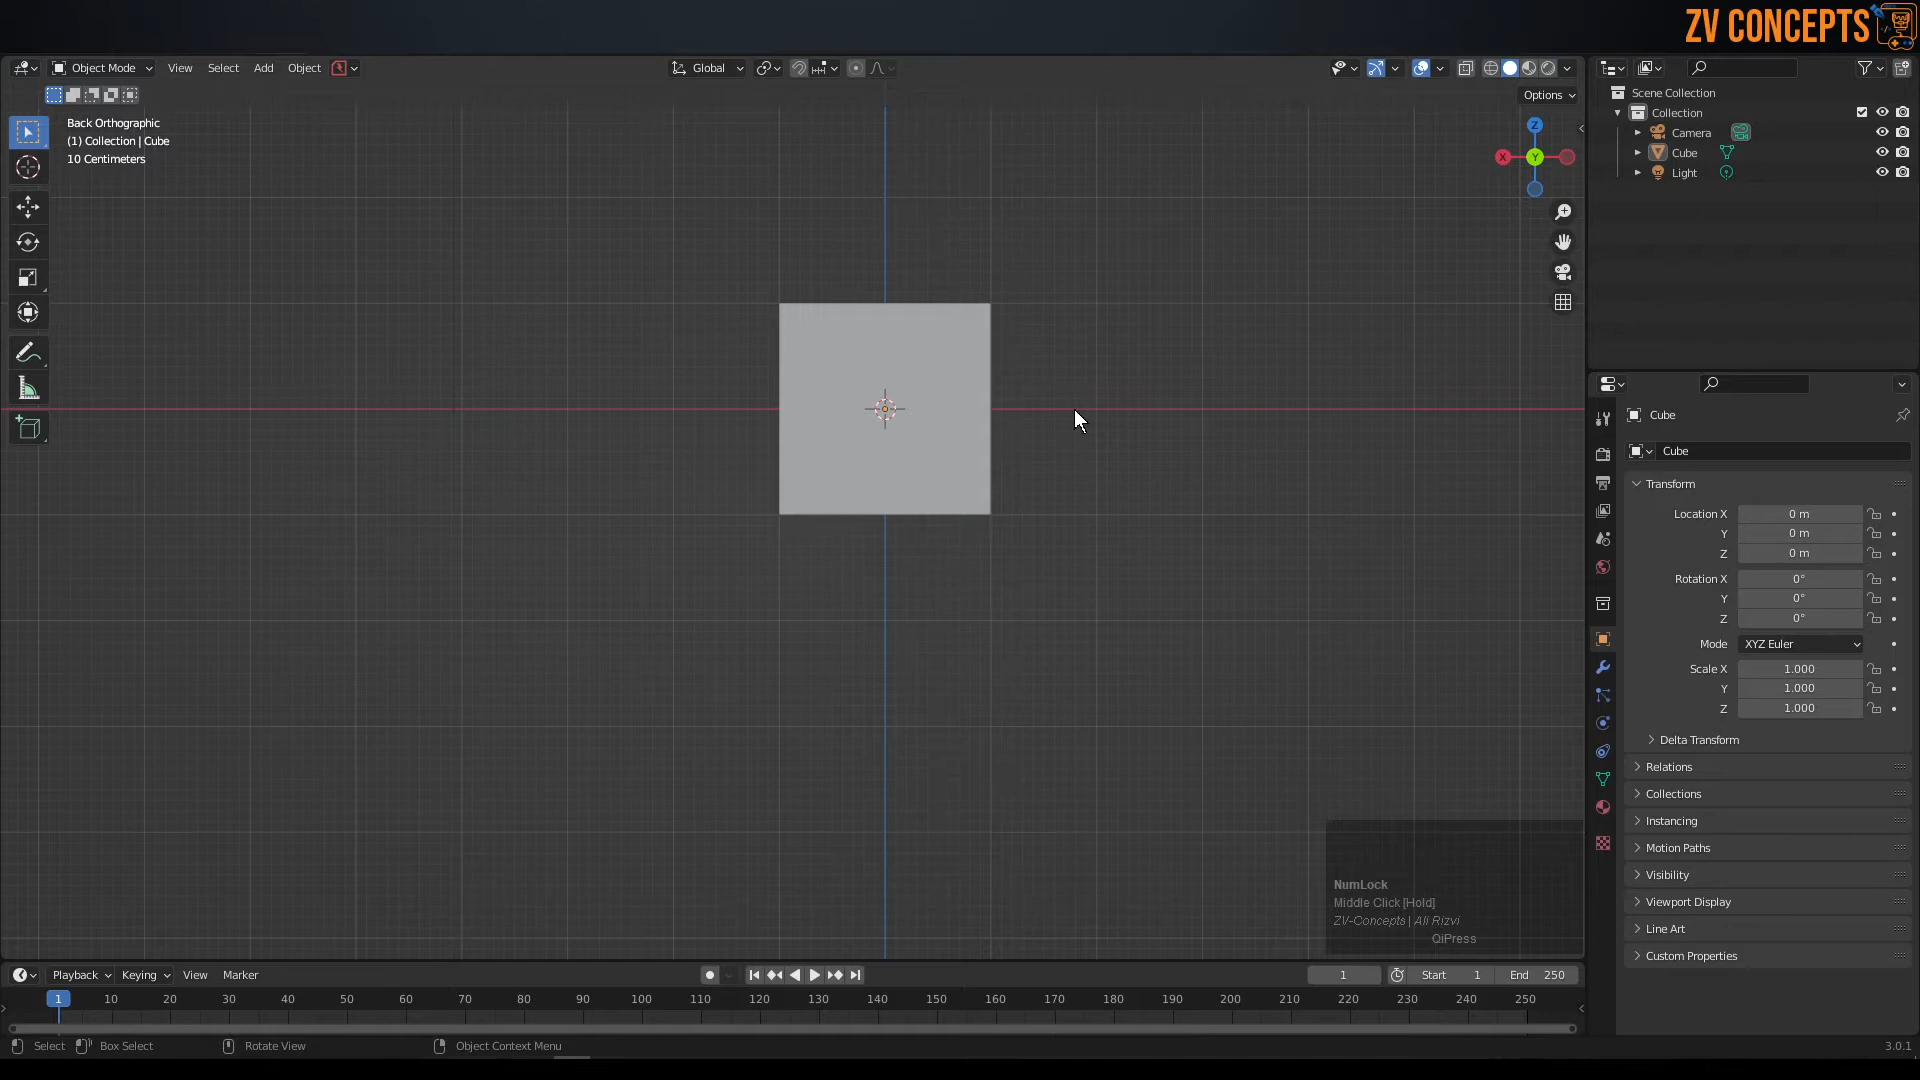 ZV CONCEPTS
Object Mode View Select Add Object Global
Options
Back Orthographic
(1) Collection | Cube
10 Centimeters
Z
X Y
Scene Collection
Collection
Camera
Cube
Light
Cube
Cube
Transform
Location X 0 m
Y 0 m
Z 0 m
Rotation X 0°
Y 0°
Z 0°
Mode XYZ Euler
Scale X 1.000
Y 1.000
Z 1.000
Delta Transform
Relations
Collections
Instancing
Motion Paths
Visibility
Viewport Display
Line Art
Custom Properties
NumLock
Middle Click [Hold]
ZV-Concepts | Ali Rizvi
QiPress
Playback Keying View Marker 1 Start 1 End 250
1 10 20 30 40 50 60 70 80 90 100 110 120 130 140 150 160 170 180 190 200 210 220 230 240 250
Select Box Select Rotate View Object Context Menu 3.0.1